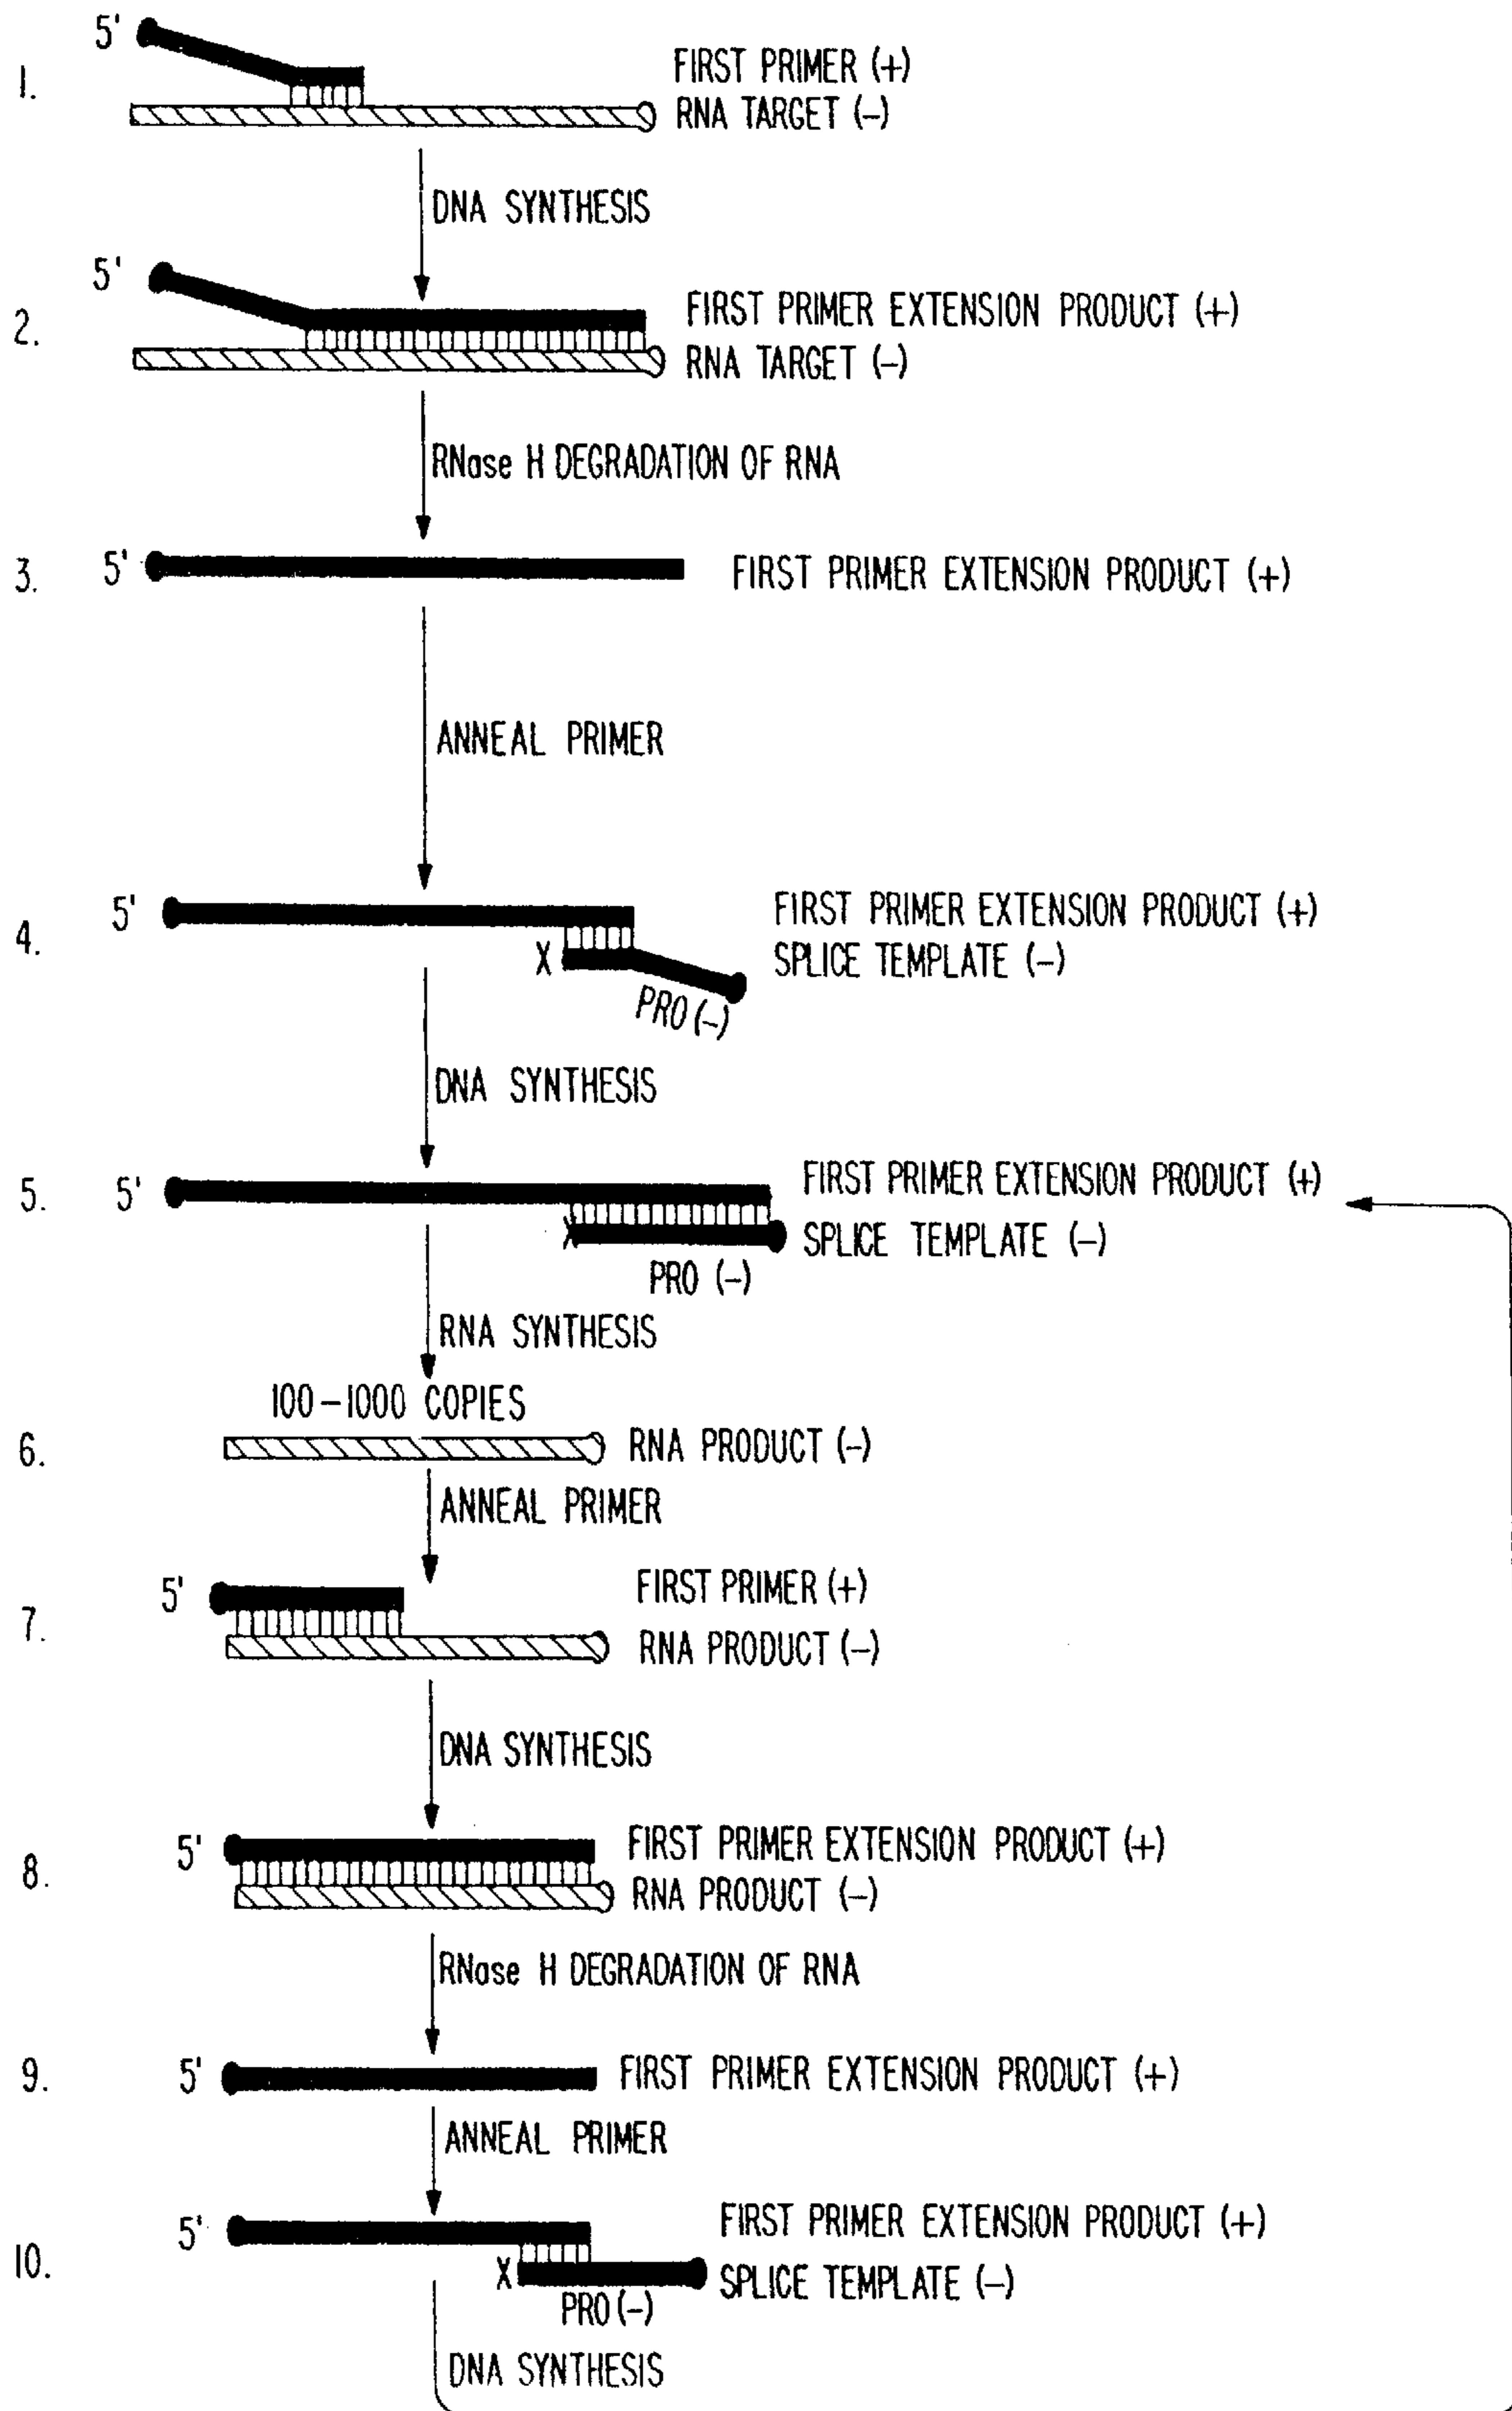 5'
1.
FIRST PRIMER (+)
RNA TARGET (–)
DNA SYNTHESIS
5'
2.
FIRST PRIMER EXTENSION PRODUCT (+)
RNA TARGET (–)
RNase H DEGRADATION OF RNA
3.
5'
FIRST PRIMER EXTENSION PRODUCT (+)
ANNEAL PRIMER
4.
5'
FIRST PRIMER EXTENSION PRODUCT (+)
X
SPLICE TEMPLATE (–)
PRO (–)
DNA SYNTHESIS
5.
5'
FIRST PRIMER EXTENSION PRODUCT (+)
X
SPLICE TEMPLATE (–)
PRO (–)
RNA SYNTHESIS
100–1000 COPIES
6.
RNA PRODUCT (–)
ANNEAL PRIMER
5'
7.
FIRST PRIMER (+)
RNA PRODUCT (–)
DNA SYNTHESIS
5'
8.
FIRST PRIMER EXTENSION PRODUCT (+)
RNA PRODUCT (–)
RNase H DEGRADATION OF RNA
9.
5'
FIRST PRIMER EXTENSION PRODUCT (+)
ANNEAL PRIMER
5'
10.
FIRST PRIMER EXTENSION PRODUCT (+)
X
SPLICE TEMPLATE (–)
PRO (–)
DNA SYNTHESIS